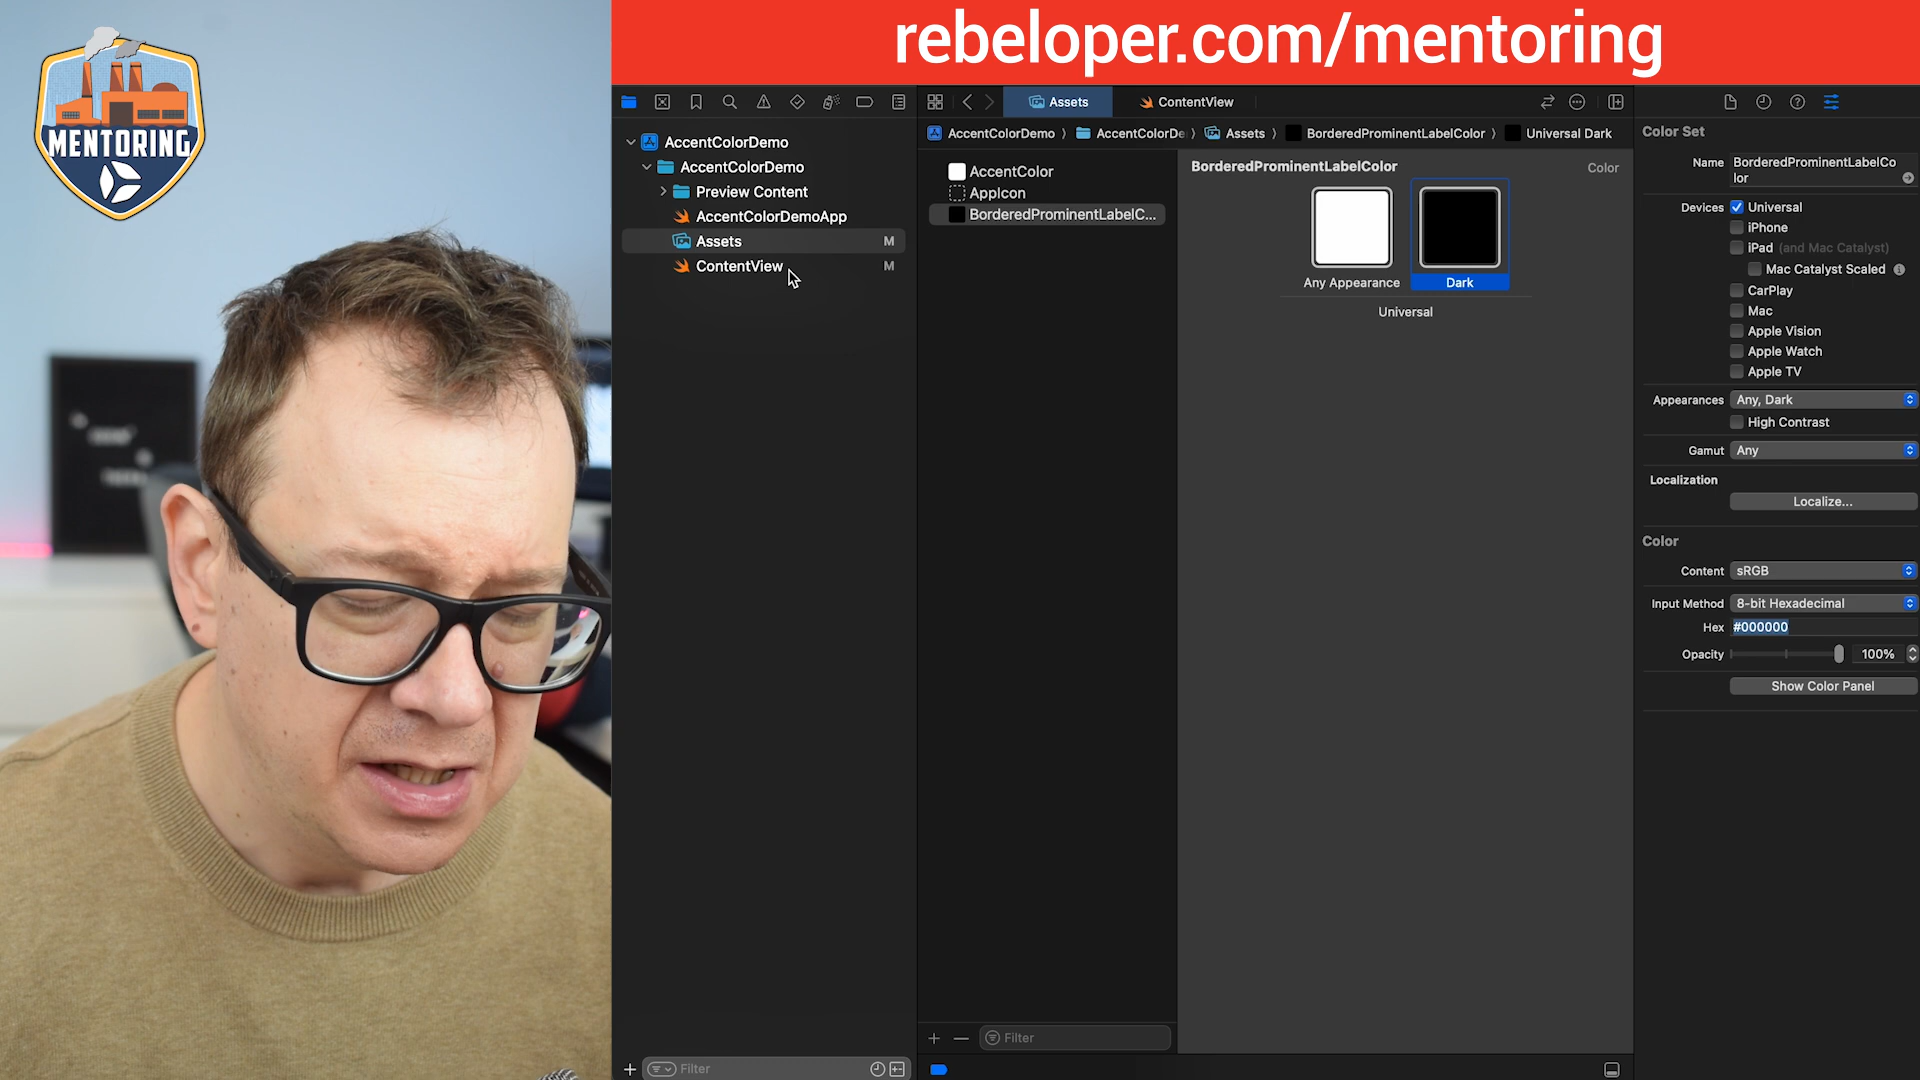 rebeloper.com/mentoring
MENTORING
Assets
ContentView
AccentColorDemo
AccentColorDemo
Preview Content
AccentColorDemoApp
Assets M
ContentView M
AccentColorDemo
AccentColorDe
Assets
BorderedProminentLabelColor
Universal Dark
AccentColor
AppIcon
BorderedProminentLabelC...
BorderedProminentLabelColor
Color
Any Appearance
Dark
Universal
Color Set
Name BorderedProminentLabelCo
lor
Devices Universal
iPhone
iPad (and Mac Catalyst)
Mac Catalyst Scaled
CarPlay
Mac
Apple Vision
Apple Watch
Apple TV
Appearances Any, Dark
High Contrast
Gamut Any
Localization
Localize...
Color
Content sRGB
Input Method 8-bit Hexadecimal
Hex #000000
Opacity 100%
Show Color Panel
Filter
Filter